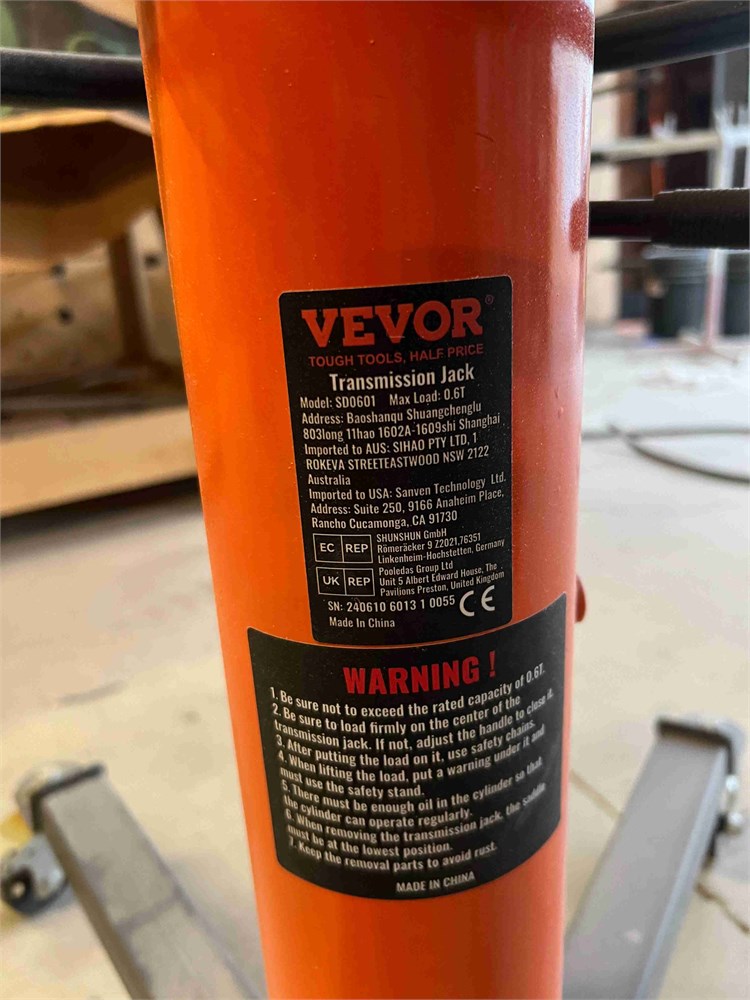 VEVOR®
TOUGH TOOLS, HALF PRICE
Transmission Jack
Model: SD0601 Max Load: 0.6T
Address: Baoshanqu Shuangchenglu
803long 11hao 1602A-1609shi Shanghai
Imported to AUS: SIHAO PTY LTD, 1
ROKEVA STREETEASTWOOD NSW 2122
Australia
Imported to USA: Sanven Technology Ltd.
Address: Suite 250, 9166 Anaheim Place,
Rancho Cucamonga, CA 91730
EC REP
SHUNSHUN GmbH
Römeräcker 9 Z2021,76351
Linkenheim-Hochstetten, Germany
UK REP
Pooledas Group Ltd
Unit 5 Albert Edward House, The
Pavilions Preston, United Kingdom
SN: 240610 6013 1 0055 CE
Made In China
WARNING !
1. Be sure not to exceed the rated capacity of 0.6T.
2. Be sure to load firmly on the center of the
transmission jack. If not, adjust the handle to close it.
3. After putting the load on it, use safety chains.
4. When lifting the load, put a warning under it and
must use the safety stand.
5. There must be enough oil in the cylinder so that
the cylinder can operate regularly.
6. When removing the transmission jack, the saddle
must be at the lowest position.
7. Keep the removal parts to avoid rust.
MADE IN CHINA